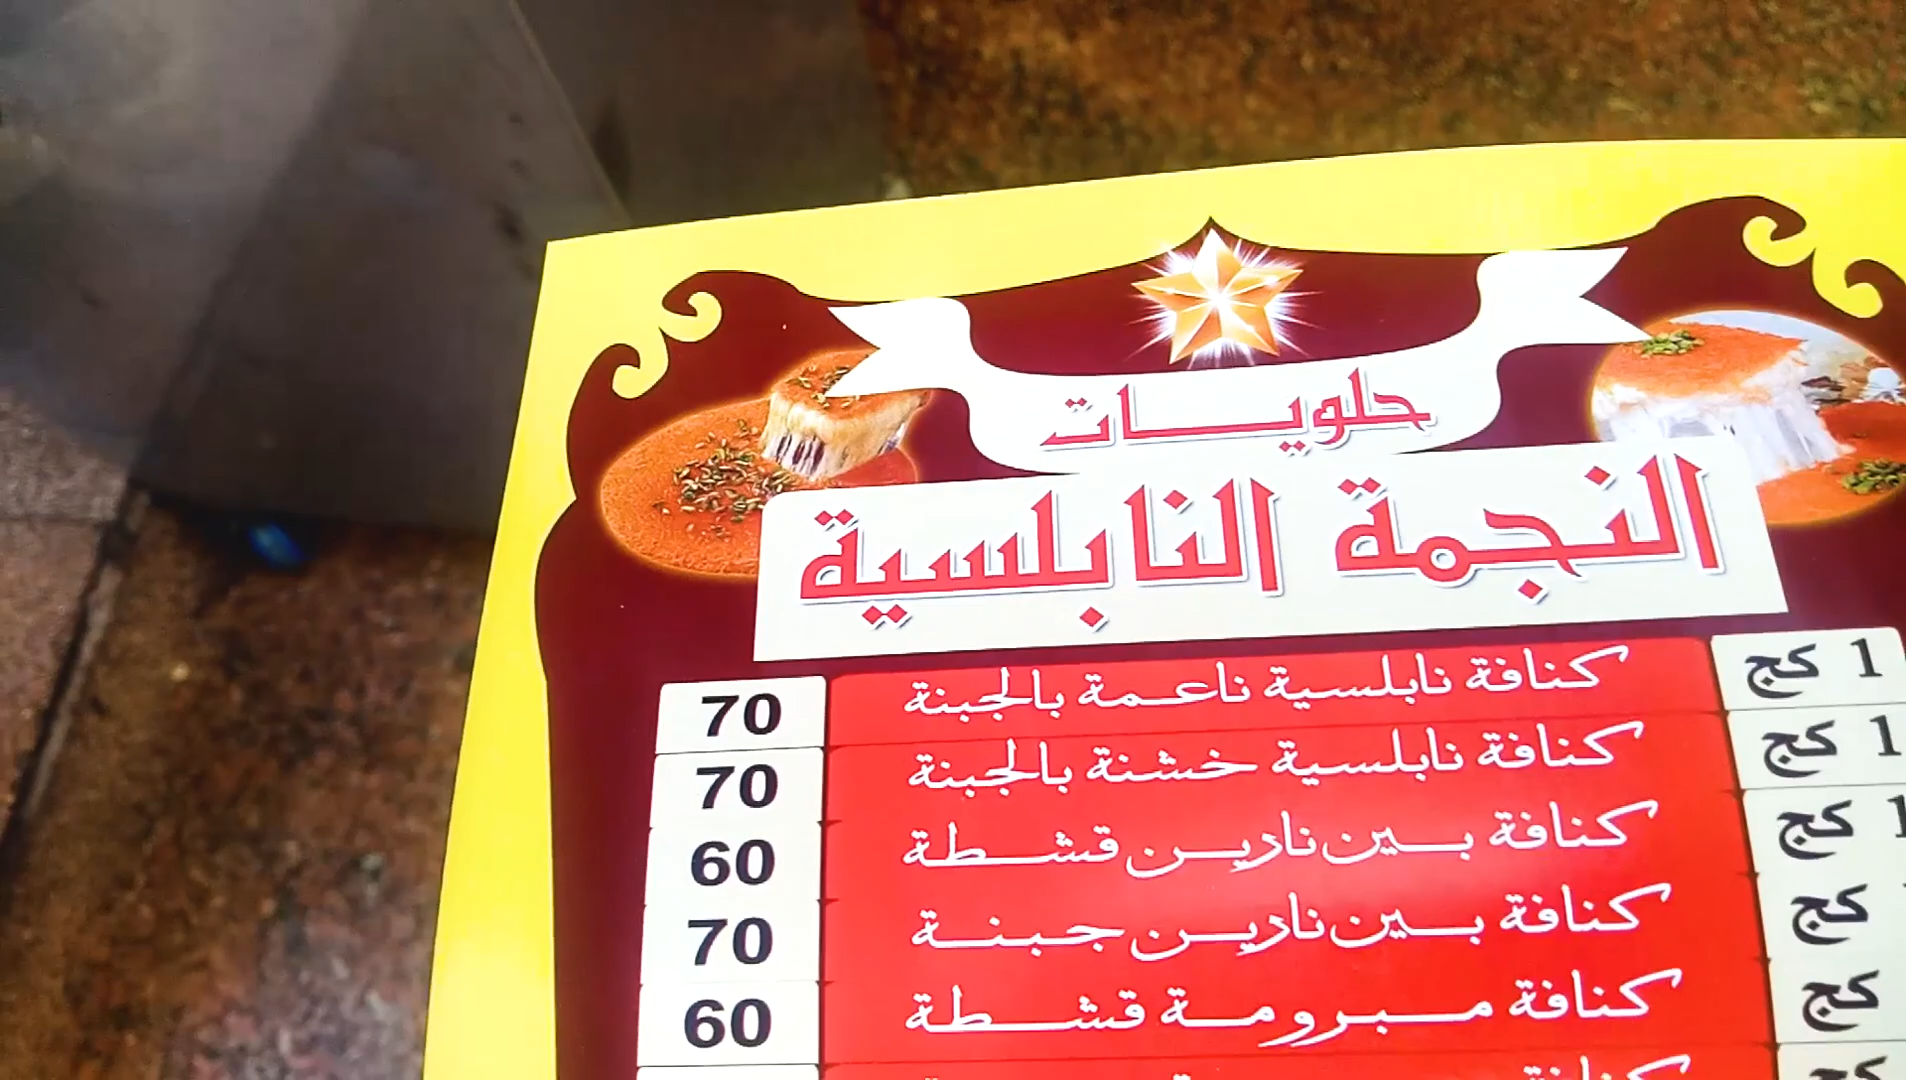 حلويات
النجمة النابلسية
1 كج كنافة نابلسية ناعمة بالجبنة 70
1 كج كنافة نابلسية خشنة بالجبنة 70
1 كج كنافة بين نارين قشطة 60
كج كنافة بين نارين جبنة 70
كج كنافة مبرومة قشطة 60